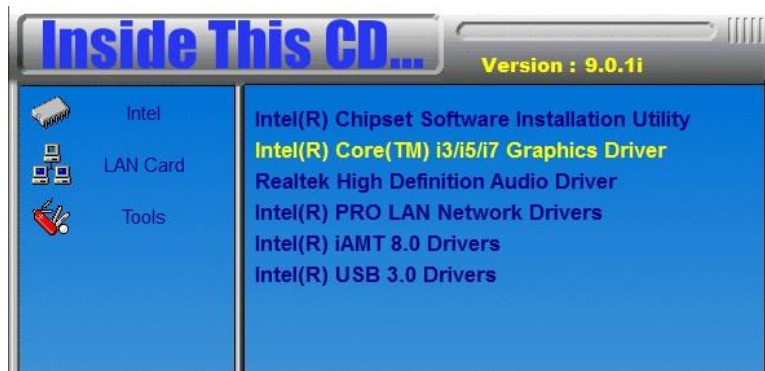 Inside This CD...
Version : 9.0.1i
Intel
LAN Card
Tools
Intel(R) Chipset Software Installation Utility
Intel(R) Core(TM) i3/i5/i7 Graphics Driver
Realtek High Definition Audio Driver
Intel(R) PRO LAN Network Drivers
Intel(R) iAMT 8.0 Drivers
Intel(R) USB 3.0 Drivers